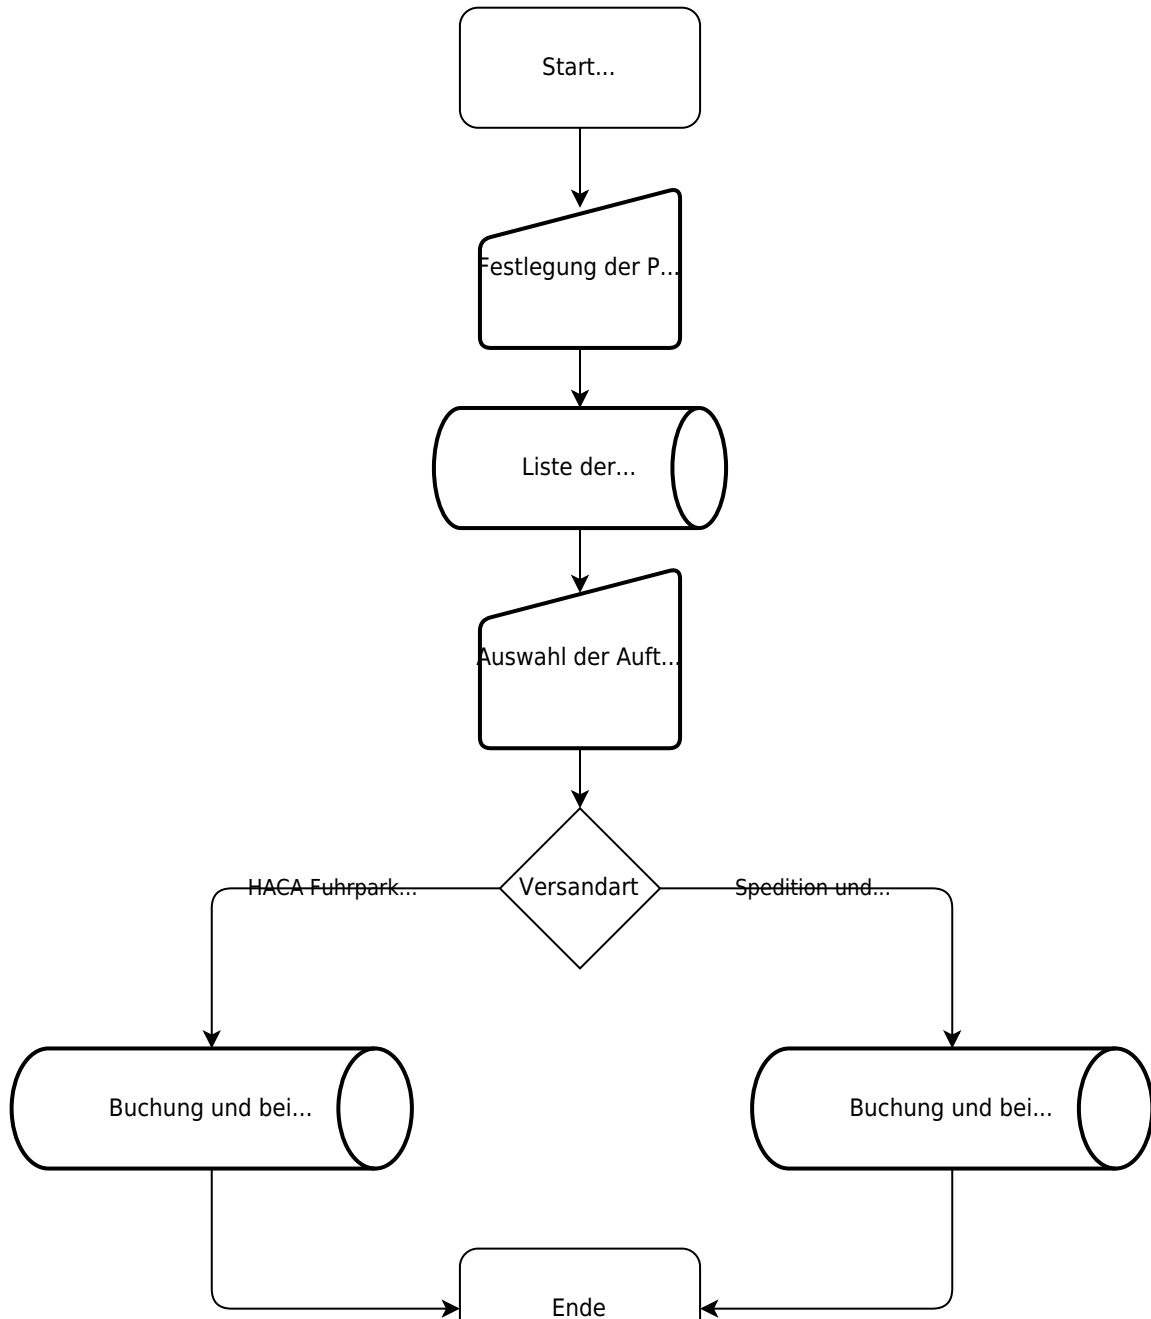 Start...
Festlegung der P...
Liste der...
Auswahl der Auft...
Versandart
HACA Fuhrpark...
Spedition und...
Buchung und bei...
Buchung und bei...
Ende